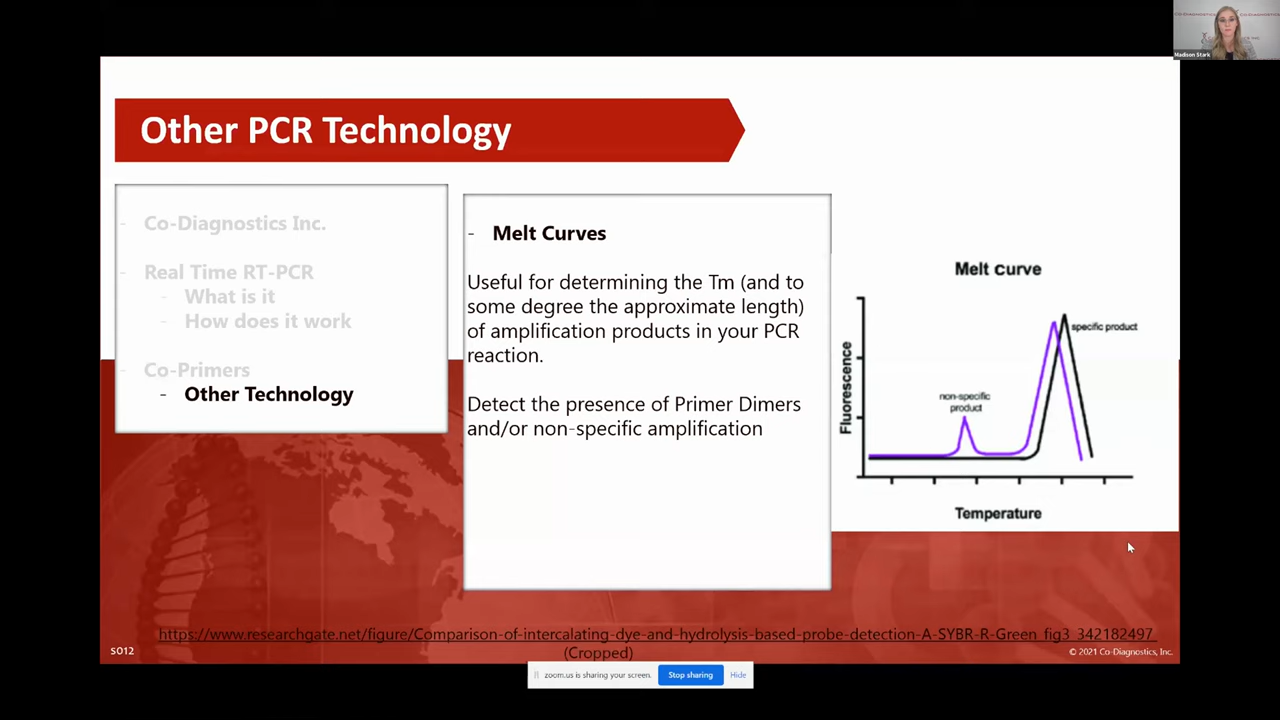 Madison Stark
Other PCR Technology
- Co-Diagnostics Inc.
- Real Time RT-PCR
- What is it
- How does it work
- Co-Primers
- Other Technology
- Melt Curves
Useful for determining the Tm (and to
some degree the approximate length)
of amplification products in your PCR
reaction.
Detect the presence of Primer Dimers
and/or non-specific amplification
Melt curve
specific product
non-specific
product
Fluorescence
Temperature
https://www.researchgate.net/figure/Comparison-of-intercalating-dye-and-hydrolysis-based-probe-detection-A-SYBR-R-Green_fig3_342182497
(Cropped)
S012
© 2021 Co-Diagnostics, Inc.
zoom.us is sharing your screen.
Stop sharing
Hide